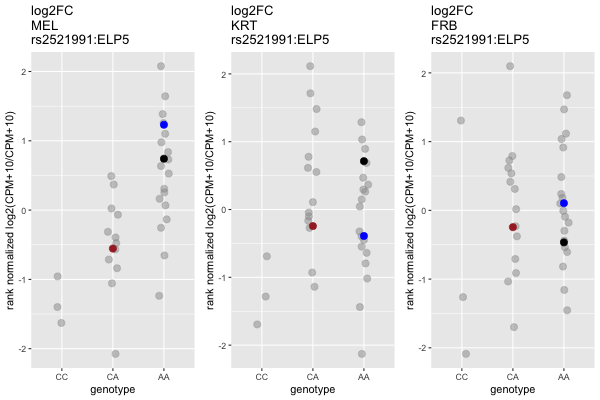 log2FC
MEL
rs2521991:ELP5
rank normalized log2(CPM+10/CPM+10)
2
1
0
-1
-2
CC
CA
AA
genotype
log2FC
KRT
rs2521991:ELP5
rank normalized log2(CPM+10/CPM+10)
2
1
0
-1
-2
CC
CA
AA
genotype
log2FC
FRB
rs2521991:ELP5
rank normalized log2(CPM+10/CPM+10)
2
1
0
-1
-2
CC
CA
AA
genotype